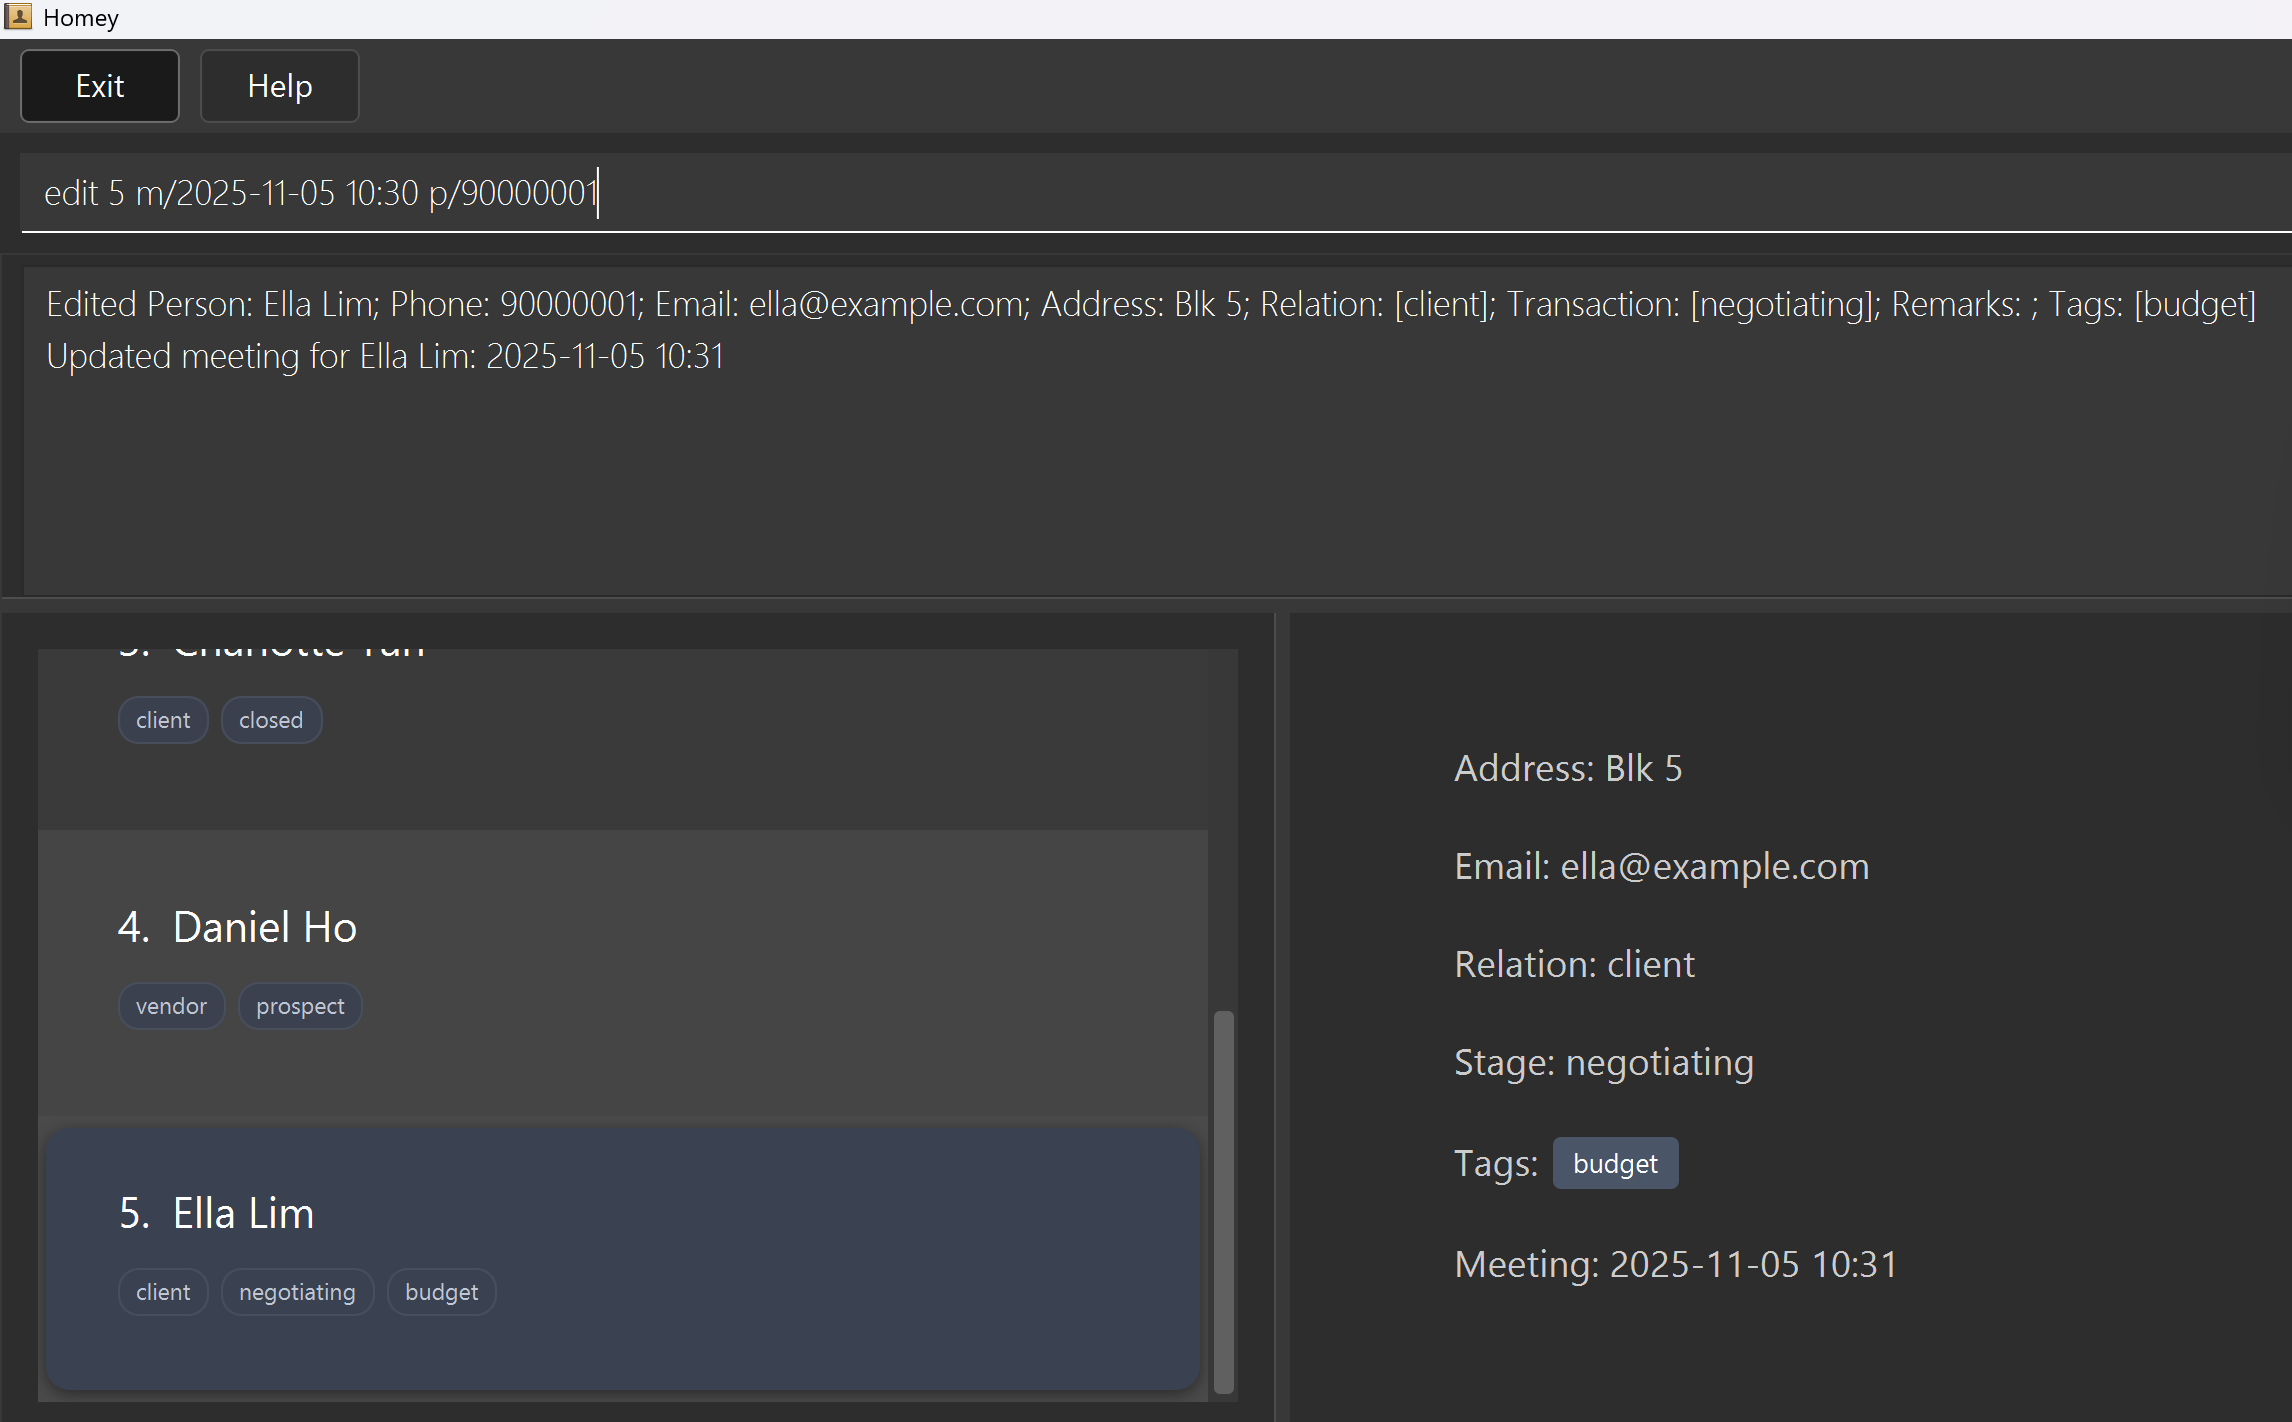 Homey
Exit Help
edit 5 m/2025-11-05 10:30 p/90000001
Edited Person: Ella Lim; Phone: 90000001; Email: ella@example.com; Address: Blk 5; Relation: [client]; Transaction: [negotiating]; Remarks: ; Tags: [budget]
Updated meeting for Ella Lim: 2025-11-05 10:31
3. Charlotte Tan
client closed
4. Daniel Ho
vendor prospect
5. Ella Lim
client negotiating budget
Address: Blk 5
Email: ella@example.com
Relation: client
Stage: negotiating
Tags: budget
Meeting: 2025-11-05 10:31